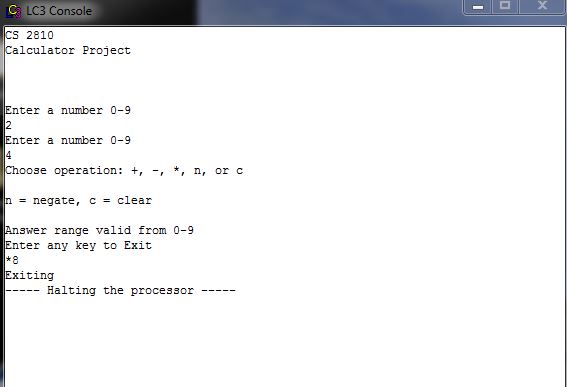 LC3 Console
CS 2810
Calculator Project
Enter a number 0-9
2
Enter a number 0-9
4
Choose operation: +, -, *, n, or c
n = negate, c = clear
Answer range valid from 0-9
Enter any key to Exit
*8
Exiting
----- Halting the processor -----